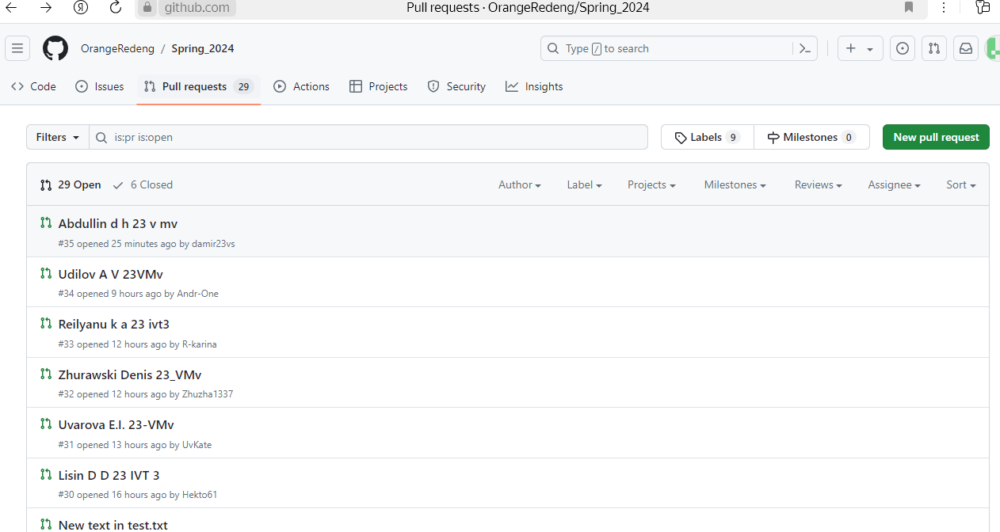 github.com Pull requests · OrangeRedeng/Spring_2024
OrangeRedeng / Spring_2024 Type / to search
Code Issues Pull requests 29 Actions Projects Security Insights
Filters is:pr is:open Labels 9 Milestones 0 New pull request
29 Open 6 Closed Author Label Projects Milestones Reviews Assignee Sort
Abdullin d h 23 v mv
#35 opened 25 minutes ago by damir23vs
Udilov A V 23VMv
#34 opened 9 hours ago by Andr-One
Reilyanu k a 23 ivt3
#33 opened 12 hours ago by R-karina
Zhurawski Denis 23_VMv
#32 opened 12 hours ago by Zhuzha1337
Uvarova E.I. 23-VMv
#31 opened 13 hours ago by UvKate
Lisin D D 23 IVT 3
#30 opened 16 hours ago by Hekto61
New text in test.txt